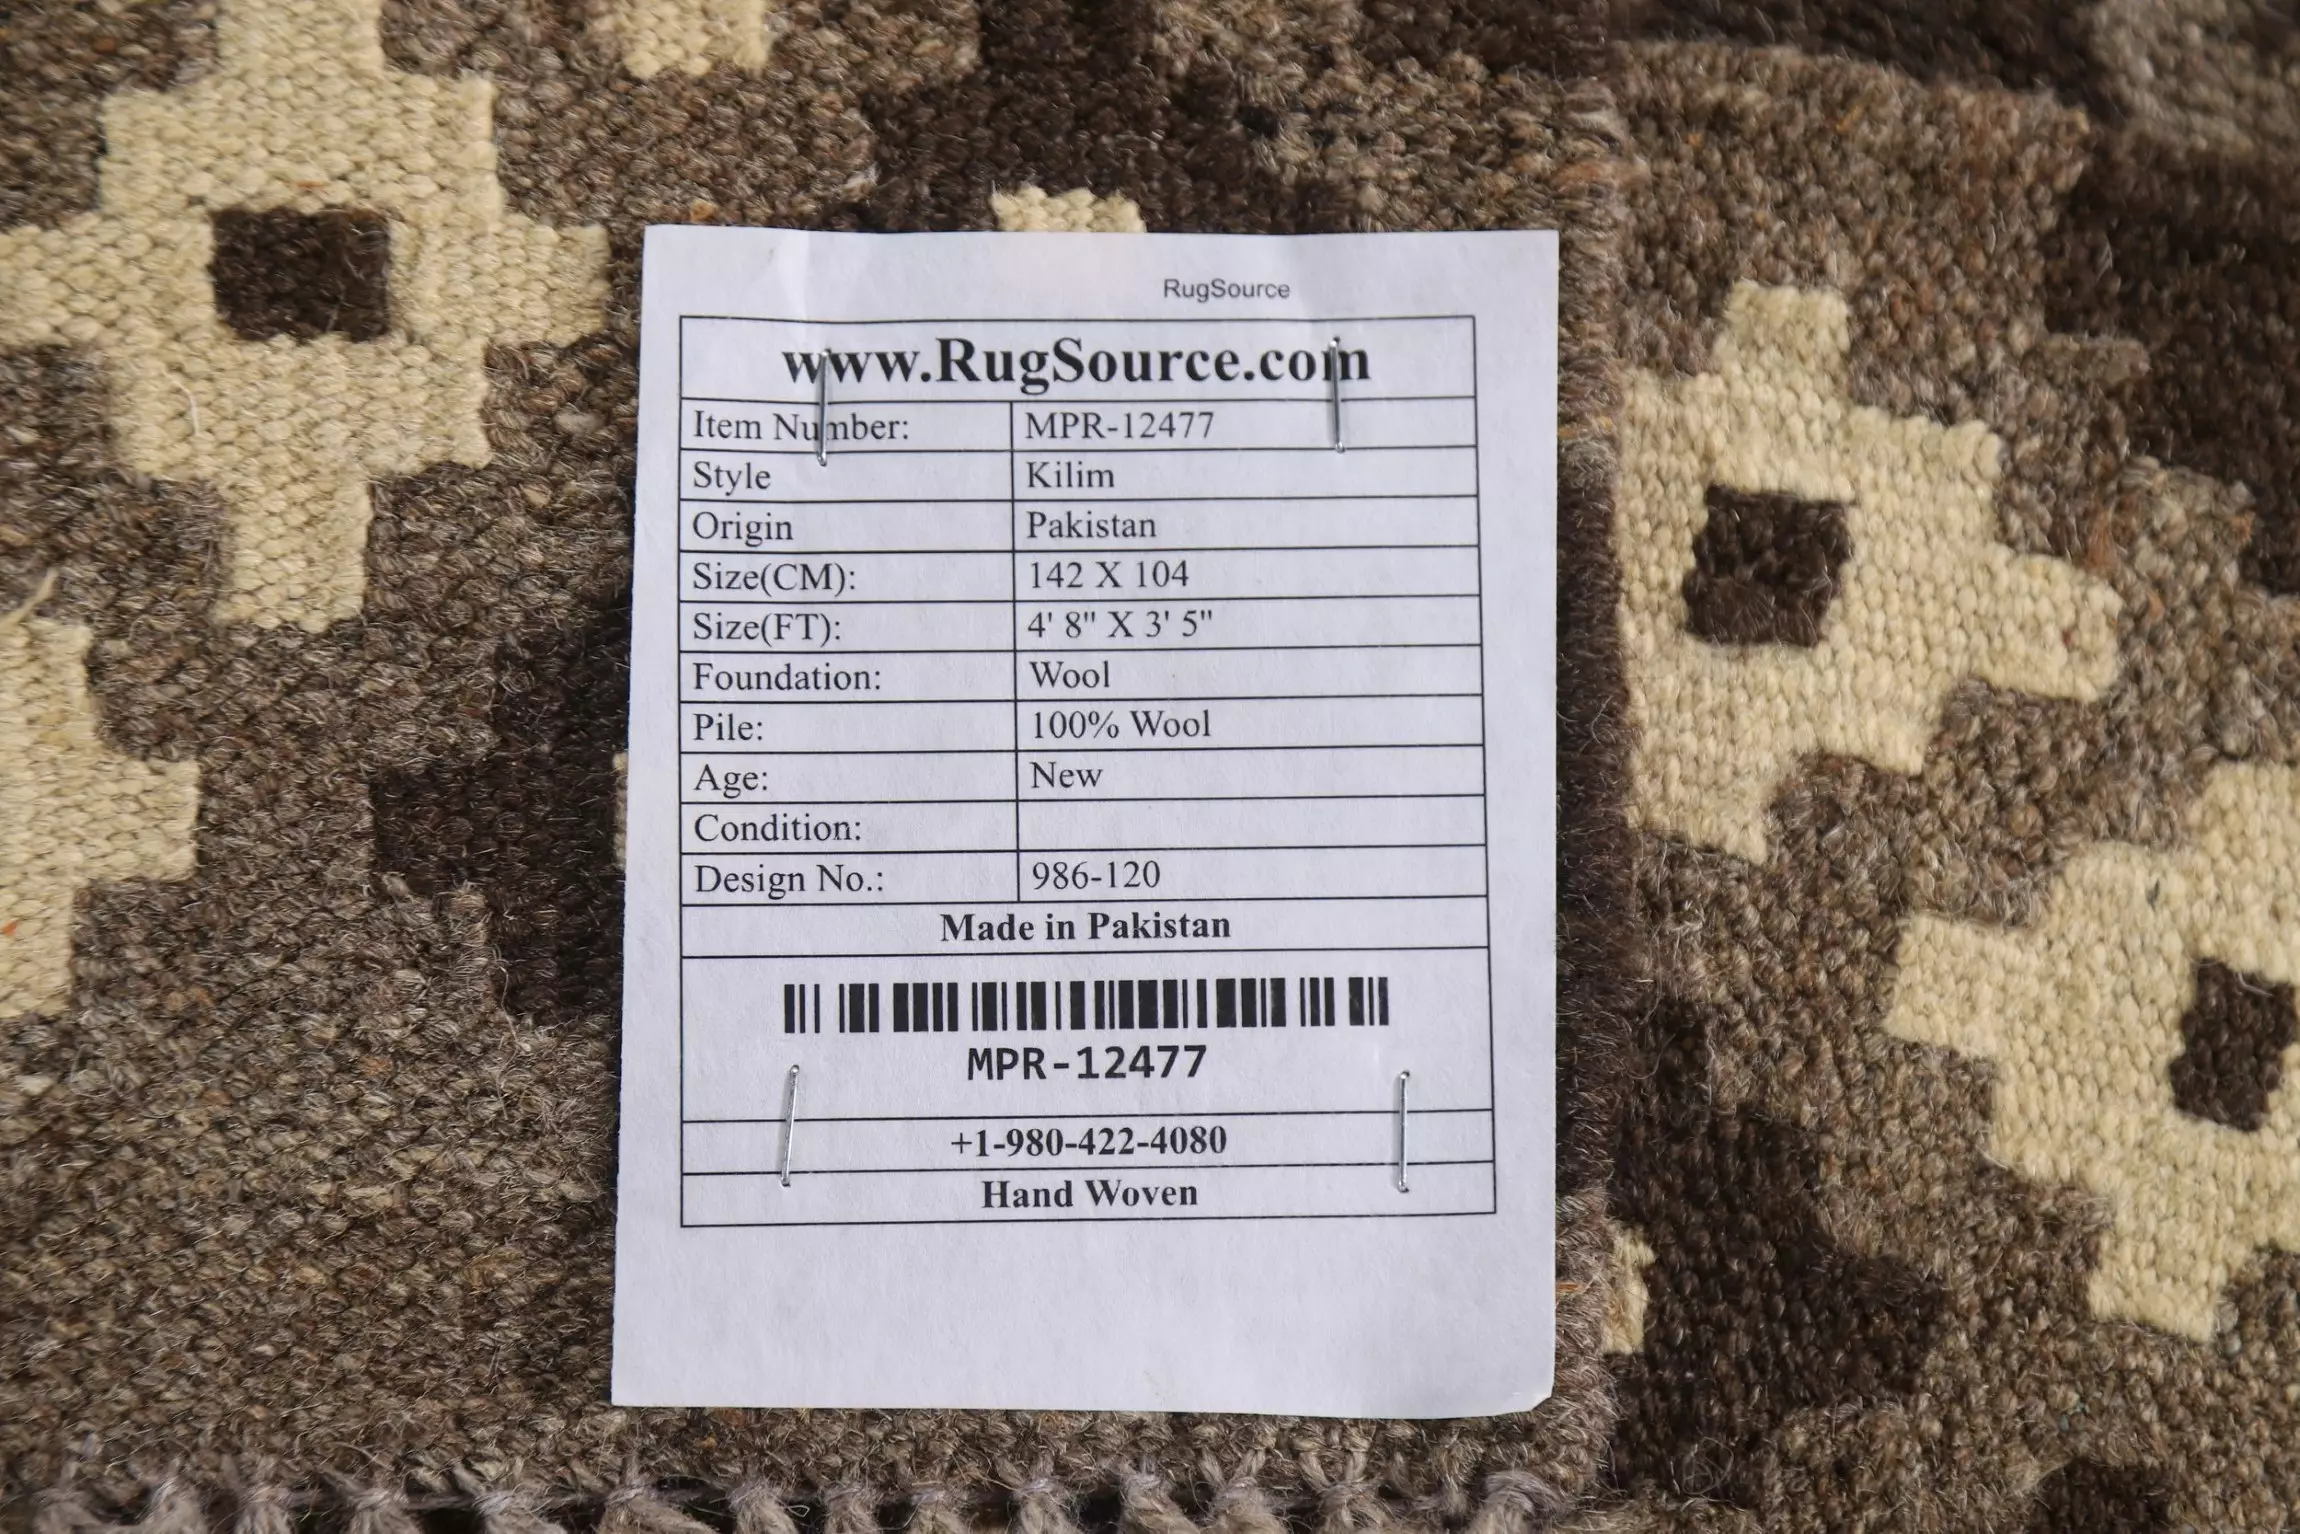 RugSource
www.RugSource.com
Item Number: MPR-12477
Style Kilim
Origin Pakistan
Size(CM): 142 X 104
Size(FT): 4' 8" X 3' 5"
Foundation: Wool
Pile: 100% Wool
Age: New
Condition:
Design No.: 986-120
Made in Pakistan
MPR-12477
+1-980-422-4080
Hand Woven